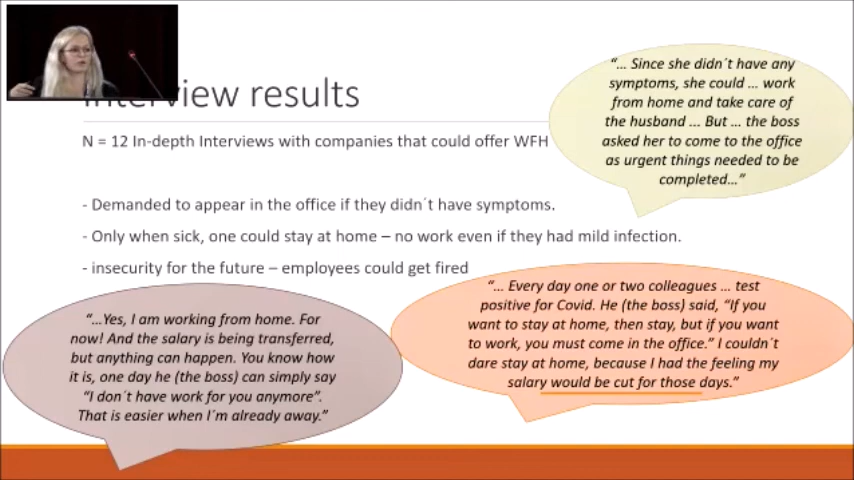 Interview results
N = 12 In-depth Interviews with companies that could offer WFH
- Demanded to appear in the office if they didn´t have symptoms.
- Only when sick, one could stay at home – no work even if they had mild infection.
- insecurity for the future – employees could get fired
“… Since she didn´t have any
symptoms, she could … work
from home and take care of
the husband … But … the boss
asked her to come to the office
as urgent things needed to be
completed…”
“… Every day one or two colleagues … test
positive for Covid. He (the boss) said, “If you
want to stay at home, then stay, but if you want
to work, you must come in the office.” I couldn´t
dare stay at home, because I had the feeling my
salary would be cut for those days.”
“…Yes, I am working from home. For
now! And the salary is being transferred,
but anything can happen. You know how
it is, one day he (the boss) can simply say
“I don´t have work for you anymore”.
That is easier when I´m already away.”